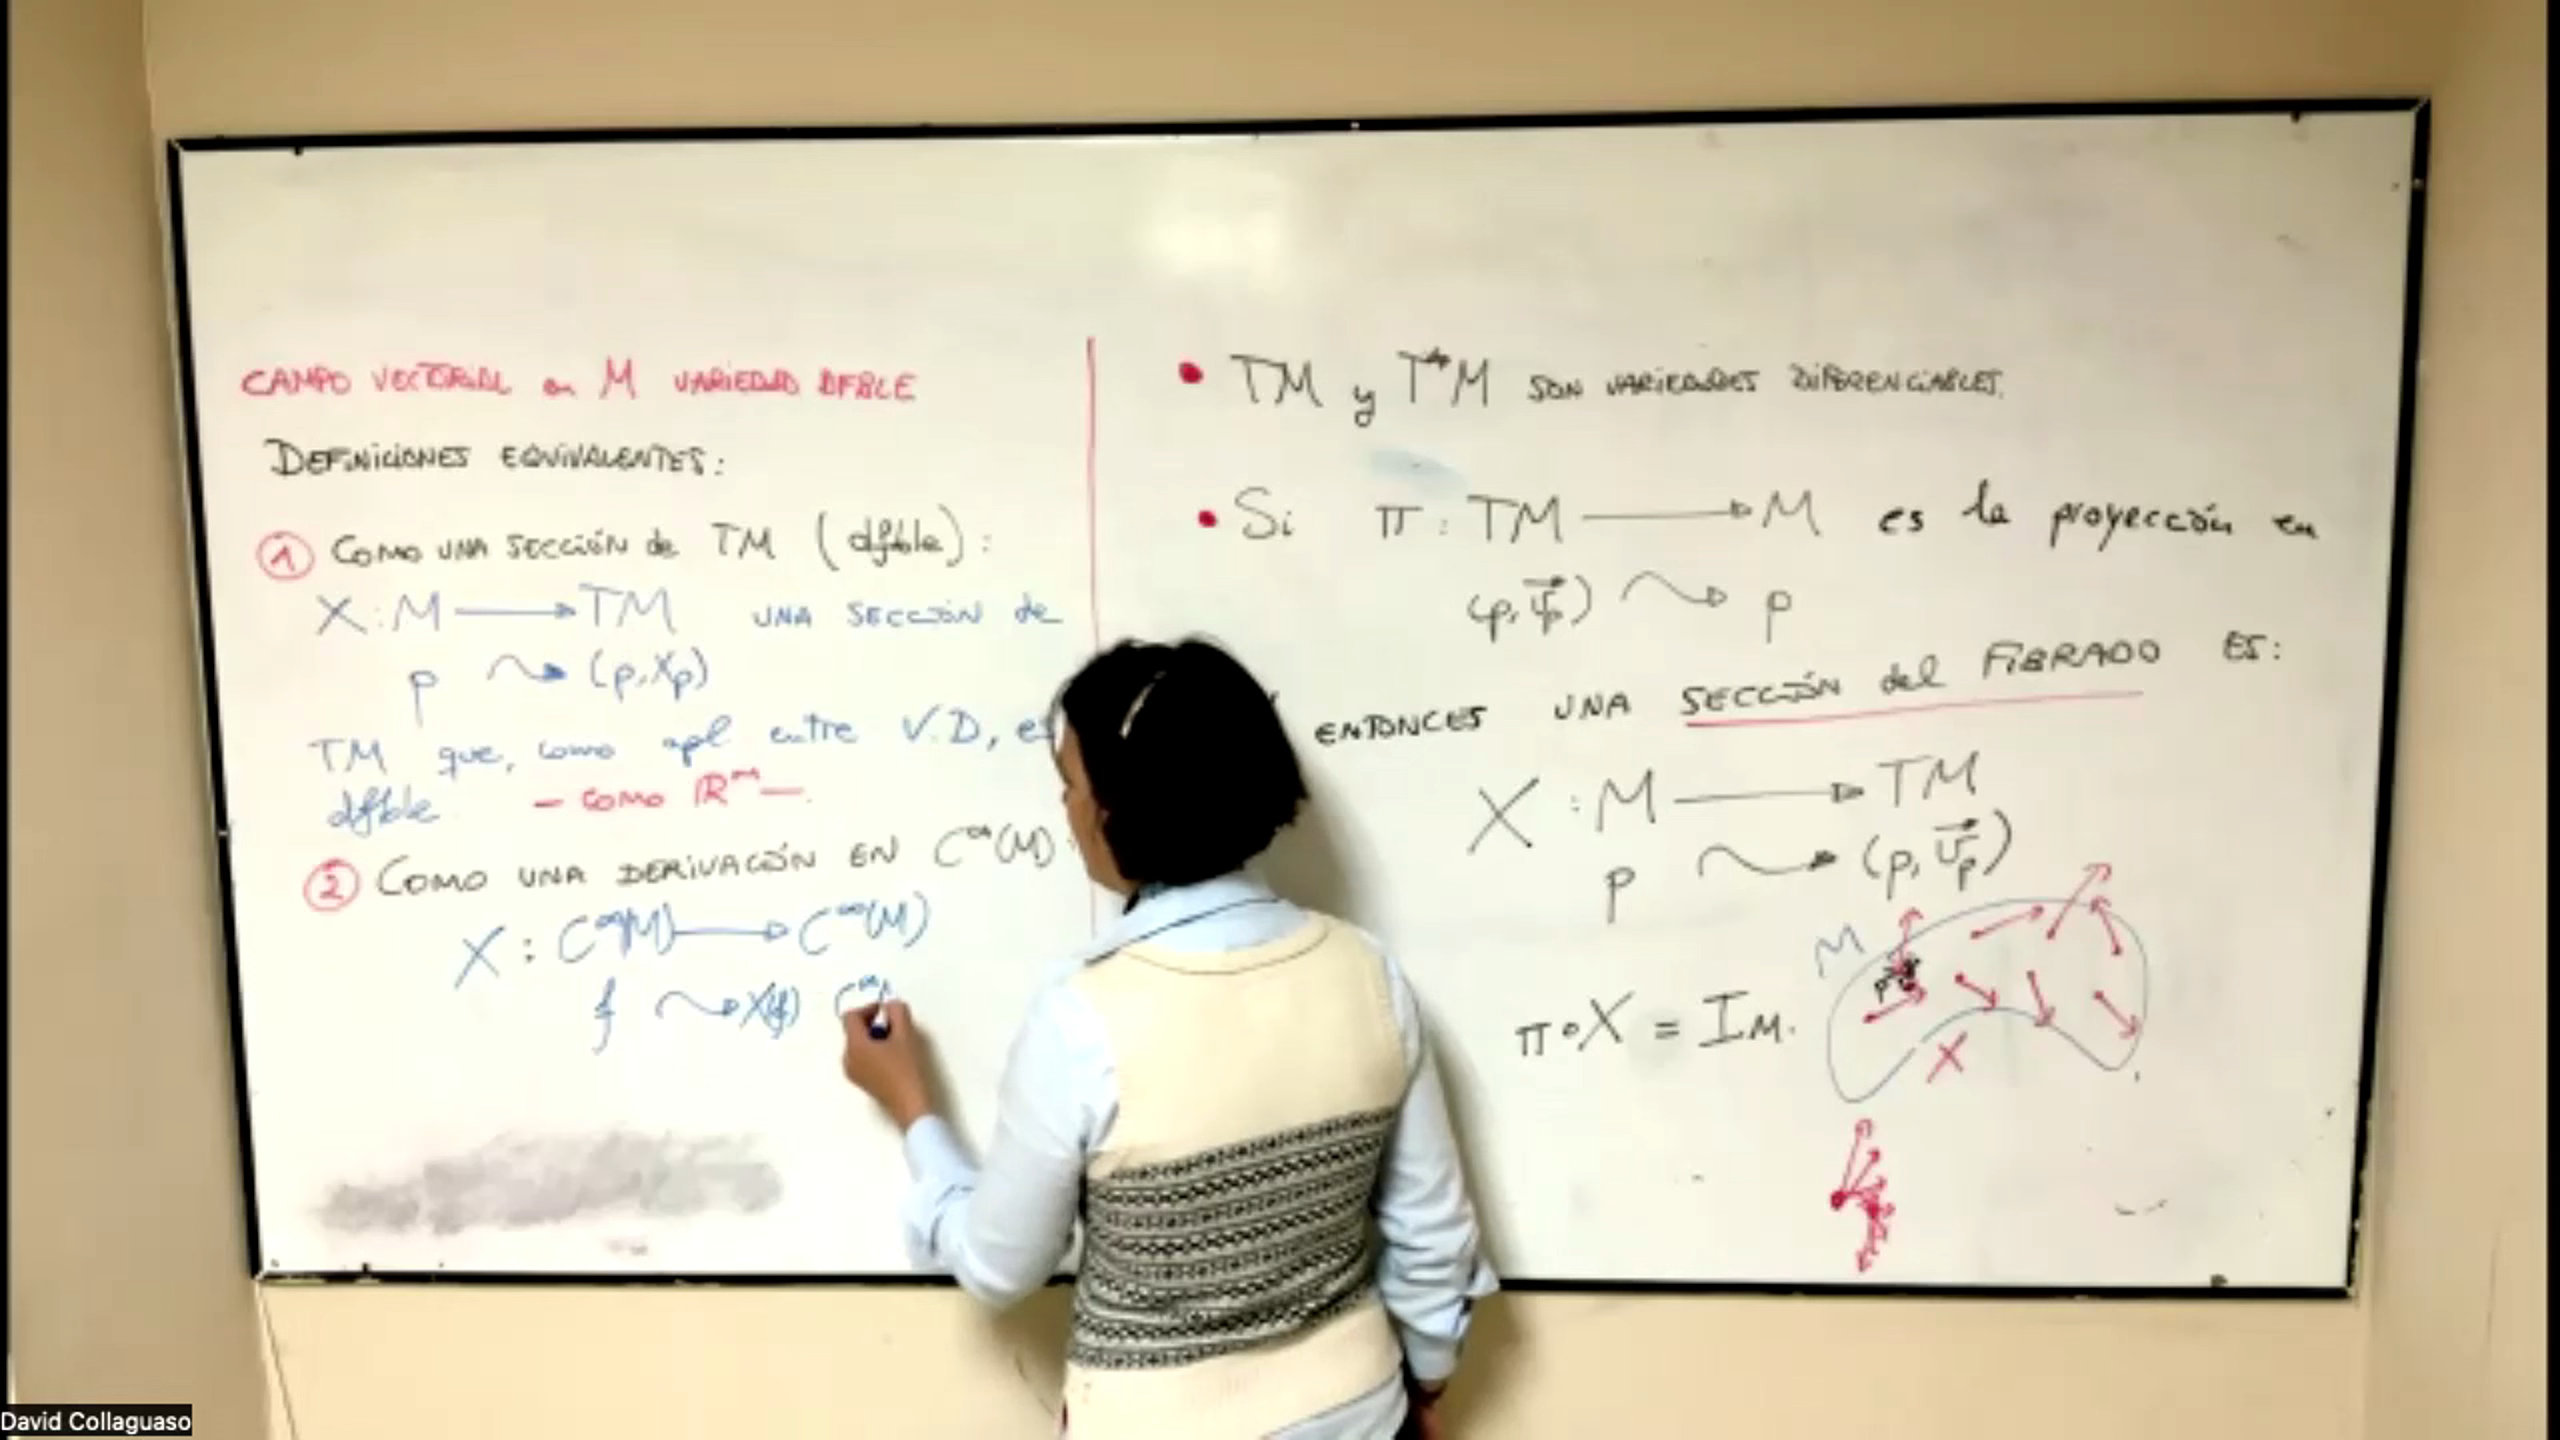 CAMPO VECTORIAL en M VARIEDAD DFBLE
DEFINICIONES EQUIVALENTES:
① COMO UNA SECCIÓN de TM (dfble):
X : M → TM UNA SECCIÓN de
p ⤳ (p, Xp)
TM que, como apl entre V.D, es
dfble. – como ℝᵐ –.
② COMO UNA DERIVACIÓN EN C^∞(M)
X : C^∞(M) → C^∞(M)
f ⤳ X(f) C^∞
• TM y T*M SON VARIEDADES DIFERENCIABLES.
• Si π : TM → M es la proyección en
(p, v⃗p) ⤳ p
ENTONCES UNA SECCIÓN del FIBRADO ES:
X : M → TM
p ⤳ (p, v⃗p)
M
p
π∘X = IM.
X
David Collaguaso